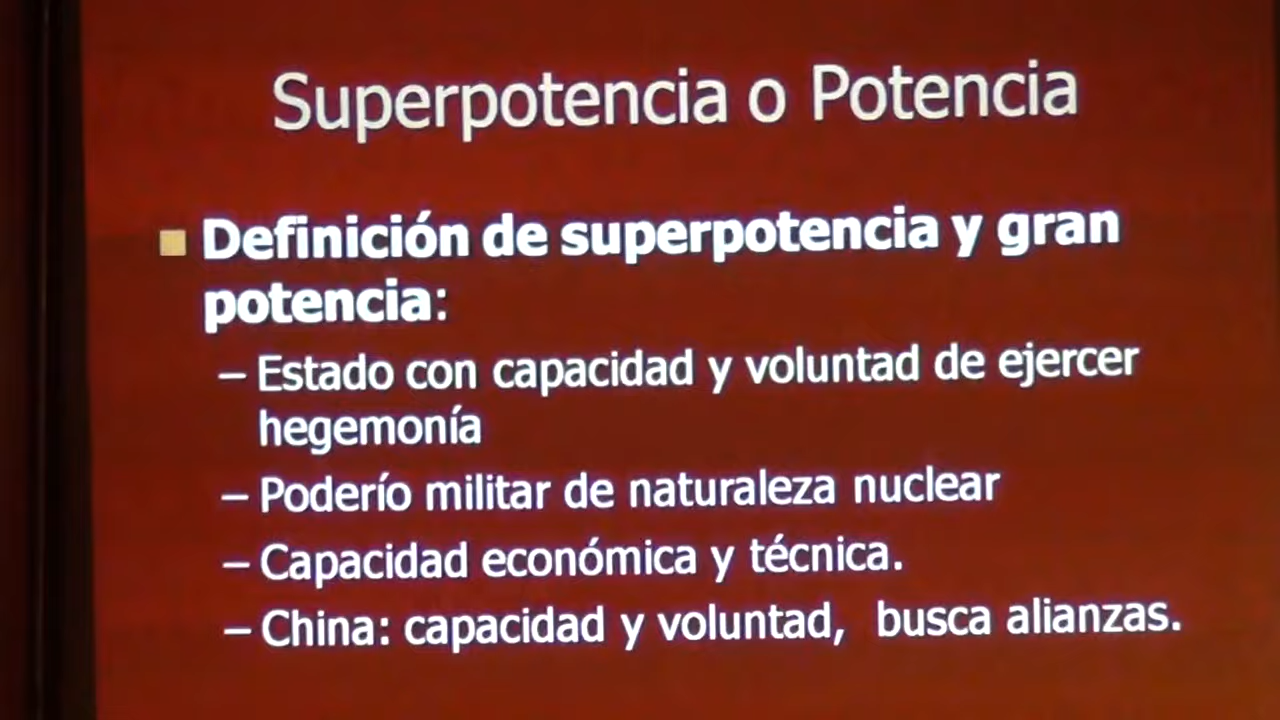 Superpotencia o Potencia
Definición de superpotencia y gran
potencia:
– Estado con capacidad y voluntad de ejercer
hegemonía
– Poderío militar de naturaleza nuclear
– Capacidad económica y técnica.
– China: capacidad y voluntad, busca alianzas.